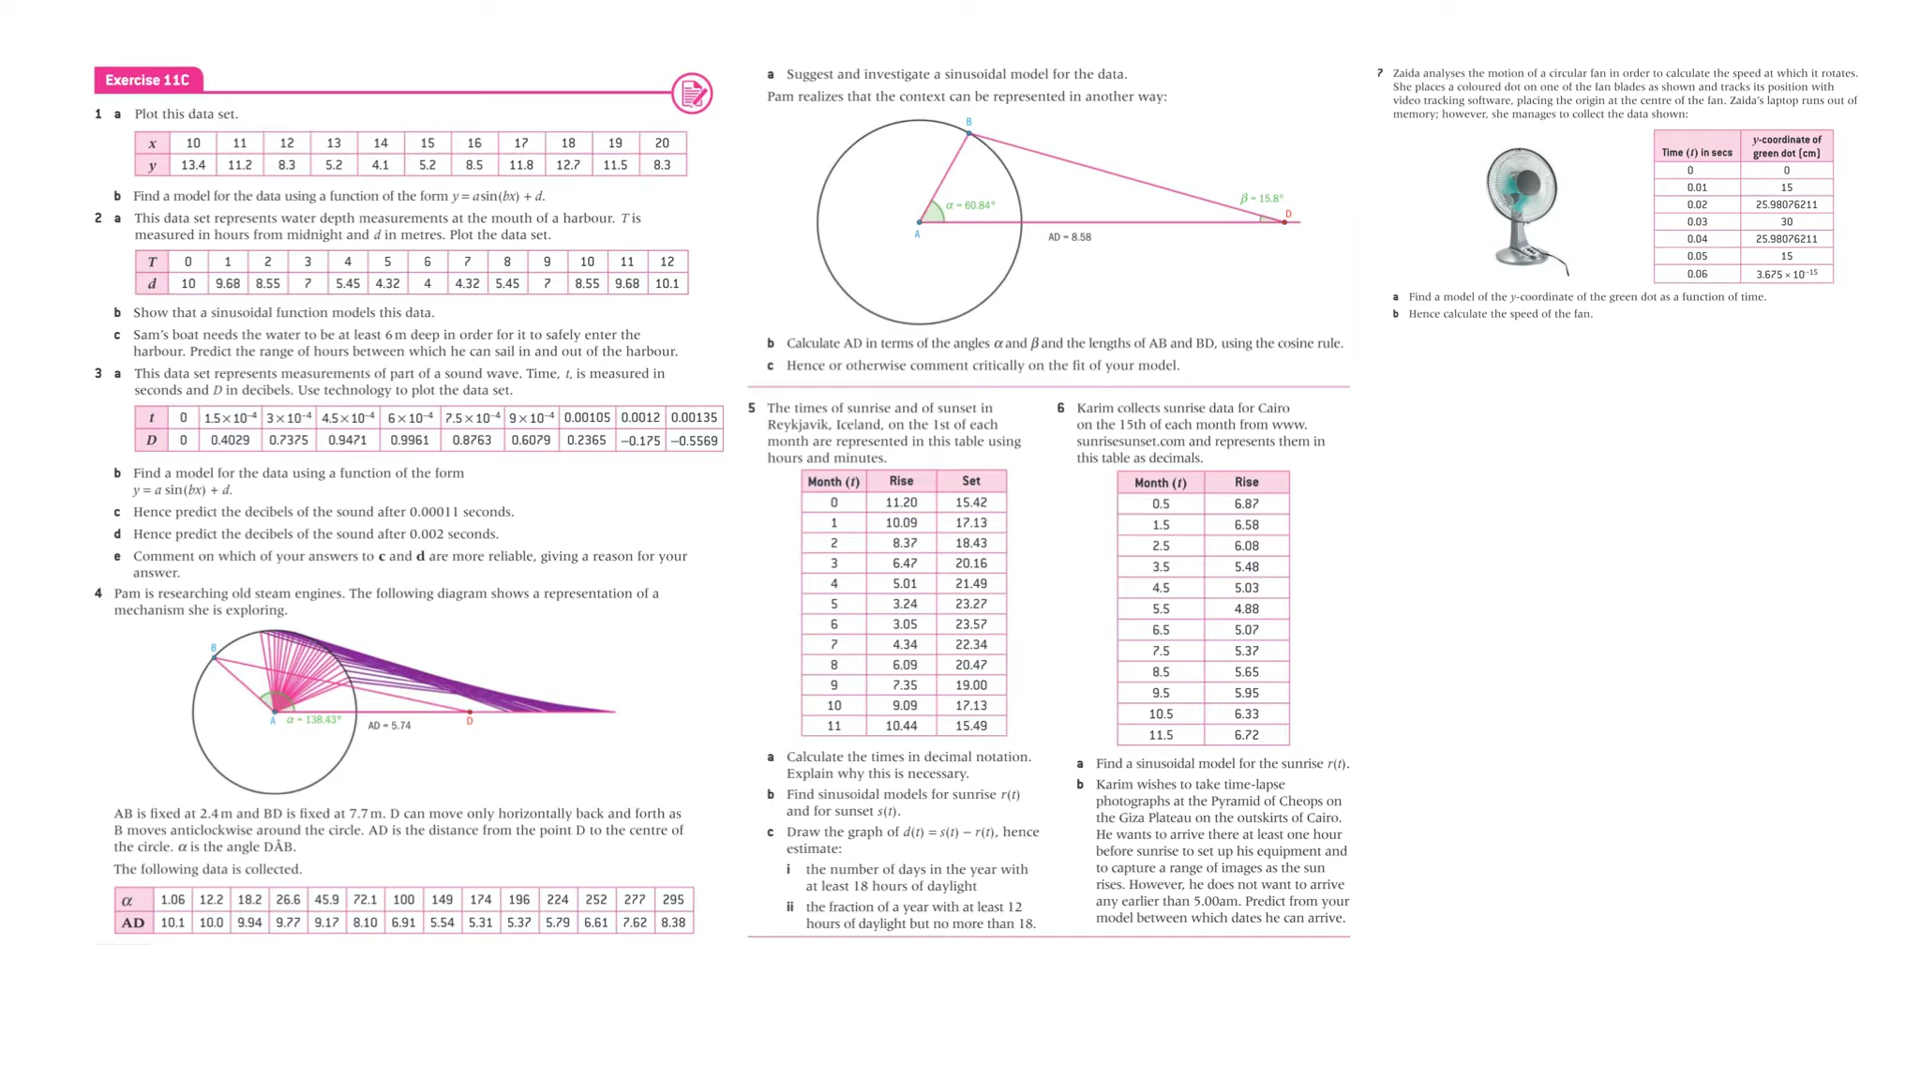 Exercise 11C
1 a Plot this data set.
x 10 11 12 13 14 15 16 17 18 19 20
y 13.4 11.2 8.3 5.2 4.1 5.2 8.5 11.8 12.7 11.5 8.3
b Find a model for the data using a function of the form y = asin(bx) + d.
2 a This data set represents water depth measurements at the mouth of a harbour. T is
measured in hours from midnight and d in metres. Plot the data set.
T 0 1 2 3 4 5 6 7 8 9 10 11 12
d 10 9.68 8.55 7 5.45 4.32 4 4.32 5.45 7 8.55 9.68 10.1
b Show that a sinusoidal function models this data.
c Sam's boat needs the water to be at least 6 m deep in order for it to safely enter the
harbour. Predict the range of hours between which he can sail in and out of the harbour.
3 a This data set represents measurements of part of a sound wave. Time, t, is measured in
seconds and D in decibels. Use technology to plot the data set.
t 0 1.5×10⁻⁴ 3×10⁻⁴ 4.5×10⁻⁴ 6×10⁻⁴ 7.5×10⁻⁴ 9×10⁻⁴ 0.00105 0.0012 0.00135
D 0 0.4029 0.7375 0.9471 0.9961 0.8763 0.6079 0.2365 −0.175 −0.5569
b Find a model for the data using a function of the form
y = a sin(bx) + d.
c Hence predict the decibels of the sound after 0.00011 seconds.
d Hence predict the decibels of the sound after 0.002 seconds.
e Comment on which of your answers to c and d are more reliable, giving a reason for your
answer.
4 Pam is researching old steam engines. The following diagram shows a representation of a
mechanism she is exploring.
B
A α = 138.43° D
AD = 5.74
AB is fixed at 2.4 m and BD is fixed at 7.7 m. D can move only horizontally back and forth as
B moves anticlockwise around the circle. AD is the distance from the point D to the centre of
the circle. α is the angle DÂB.
The following data is collected.
α 1.06 12.2 18.2 26.6 45.9 72.1 100 149 174 196 224 252 277 295
AD 10.1 10.0 9.94 9.77 9.17 8.10 6.91 5.54 5.31 5.37 5.79 6.61 7.62 8.38
a Suggest and investigate a sinusoidal model for the data.
Pam realizes that the context can be represented in another way:
B
β = 15.8°
α = 60.84°
D
A
AD = 8.58
b Calculate AD in terms of the angles α and β and the lengths of AB and BD, using the cosine rule.
c Hence or otherwise comment critically on the fit of your model.
5 The times of sunrise and of sunset in
Reykjavik, Iceland, on the 1st of each
month are represented in this table using
hours and minutes.
Month (t) Rise Set
0 11.20 15.42
1 10.09 17.13
2 8.37 18.43
3 6.47 20.16
4 5.01 21.49
5 3.24 23.27
6 3.05 23.57
7 4.34 22.34
8 6.09 20.47
9 7.35 19.00
10 9.09 17.13
11 10.44 15.49
a Calculate the times in decimal notation.
Explain why this is necessary.
b Find sinusoidal models for sunrise r(t)
and for sunset s(t).
c Draw the graph of d(t) = s(t) − r(t), hence
estimate:
i the number of days in the year with
at least 18 hours of daylight
ii the fraction of a year with at least 12
hours of daylight but no more than 18.
6 Karim collects sunrise data for Cairo
on the 15th of each month from www.
sunrisesunset.com and represents them in
this table as decimals.
Month (t) Rise
0.5 6.87
1.5 6.58
2.5 6.08
3.5 5.48
4.5 5.03
5.5 4.88
6.5 5.07
7.5 5.37
8.5 5.65
9.5 5.95
10.5 6.33
11.5 6.72
a Find a sinusoidal model for the sunrise r(t).
b Karim wishes to take time-lapse
photographs at the Pyramid of Cheops on
the Giza Plateau on the outskirts of Cairo.
He wants to arrive there at least one hour
before sunrise to set up his equipment and
to capture a range of images as the sun
rises. However, he does not want to arrive
any earlier than 5.00am. Predict from your
model between which dates he can arrive.
7 Zaida analyses the motion of a circular fan in order to calculate the speed at which it rotates.
She places a coloured dot on one of the fan blades as shown and tracks its position with
video tracking software, placing the origin at the centre of the fan. Zaida's laptop runs out of
memory; however, she manages to collect the data shown:
Time (t) in secs y-coordinate of
green dot (cm)
0 0
0.01 15
0.02 25.98076211
0.03 30
0.04 25.98076211
0.05 15
0.06 3.675 × 10⁻¹⁵
a Find a model of the y-coordinate of the green dot as a function of time.
b Hence calculate the speed of the fan.